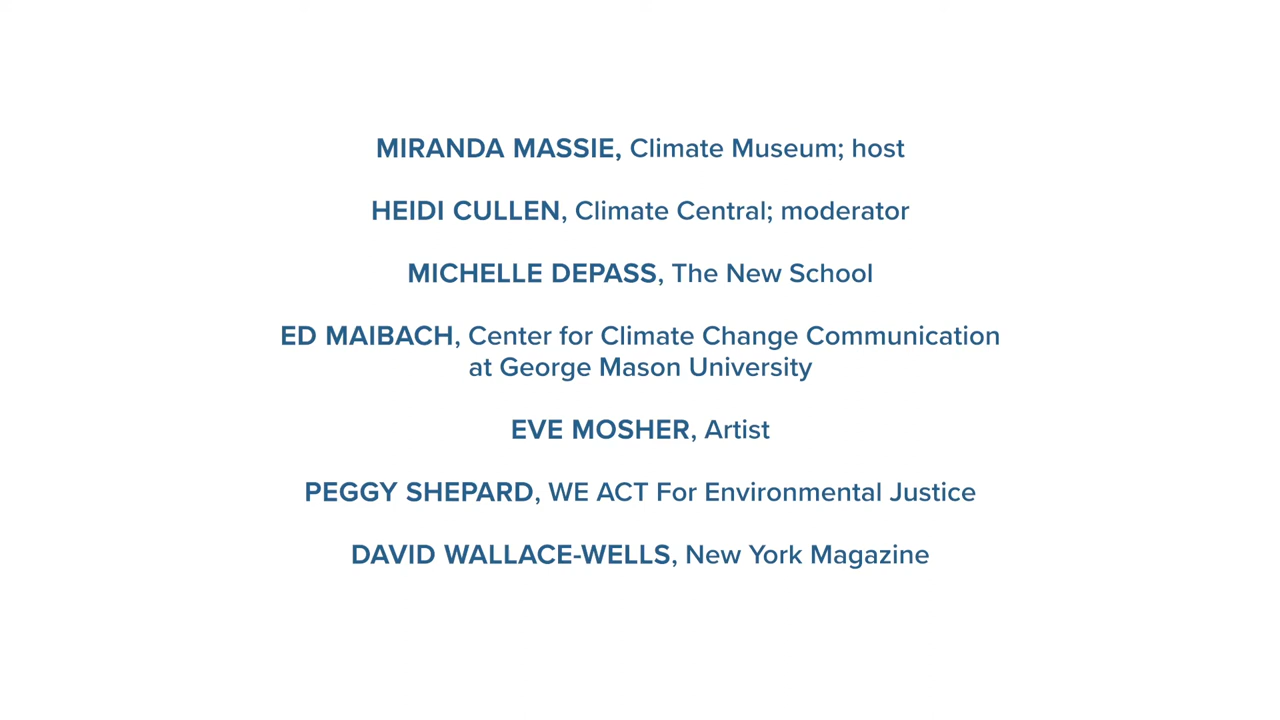 MIRANDA MASSIE, Climate Museum; host
HEIDI CULLEN, Climate Central; moderator
MICHELLE DEPASS, The New School
ED MAIBACH, Center for Climate Change Communication
at George Mason University
EVE MOSHER, Artist
PEGGY SHEPARD, WE ACT For Environmental Justice
DAVID WALLACE-WELLS, New York Magazine